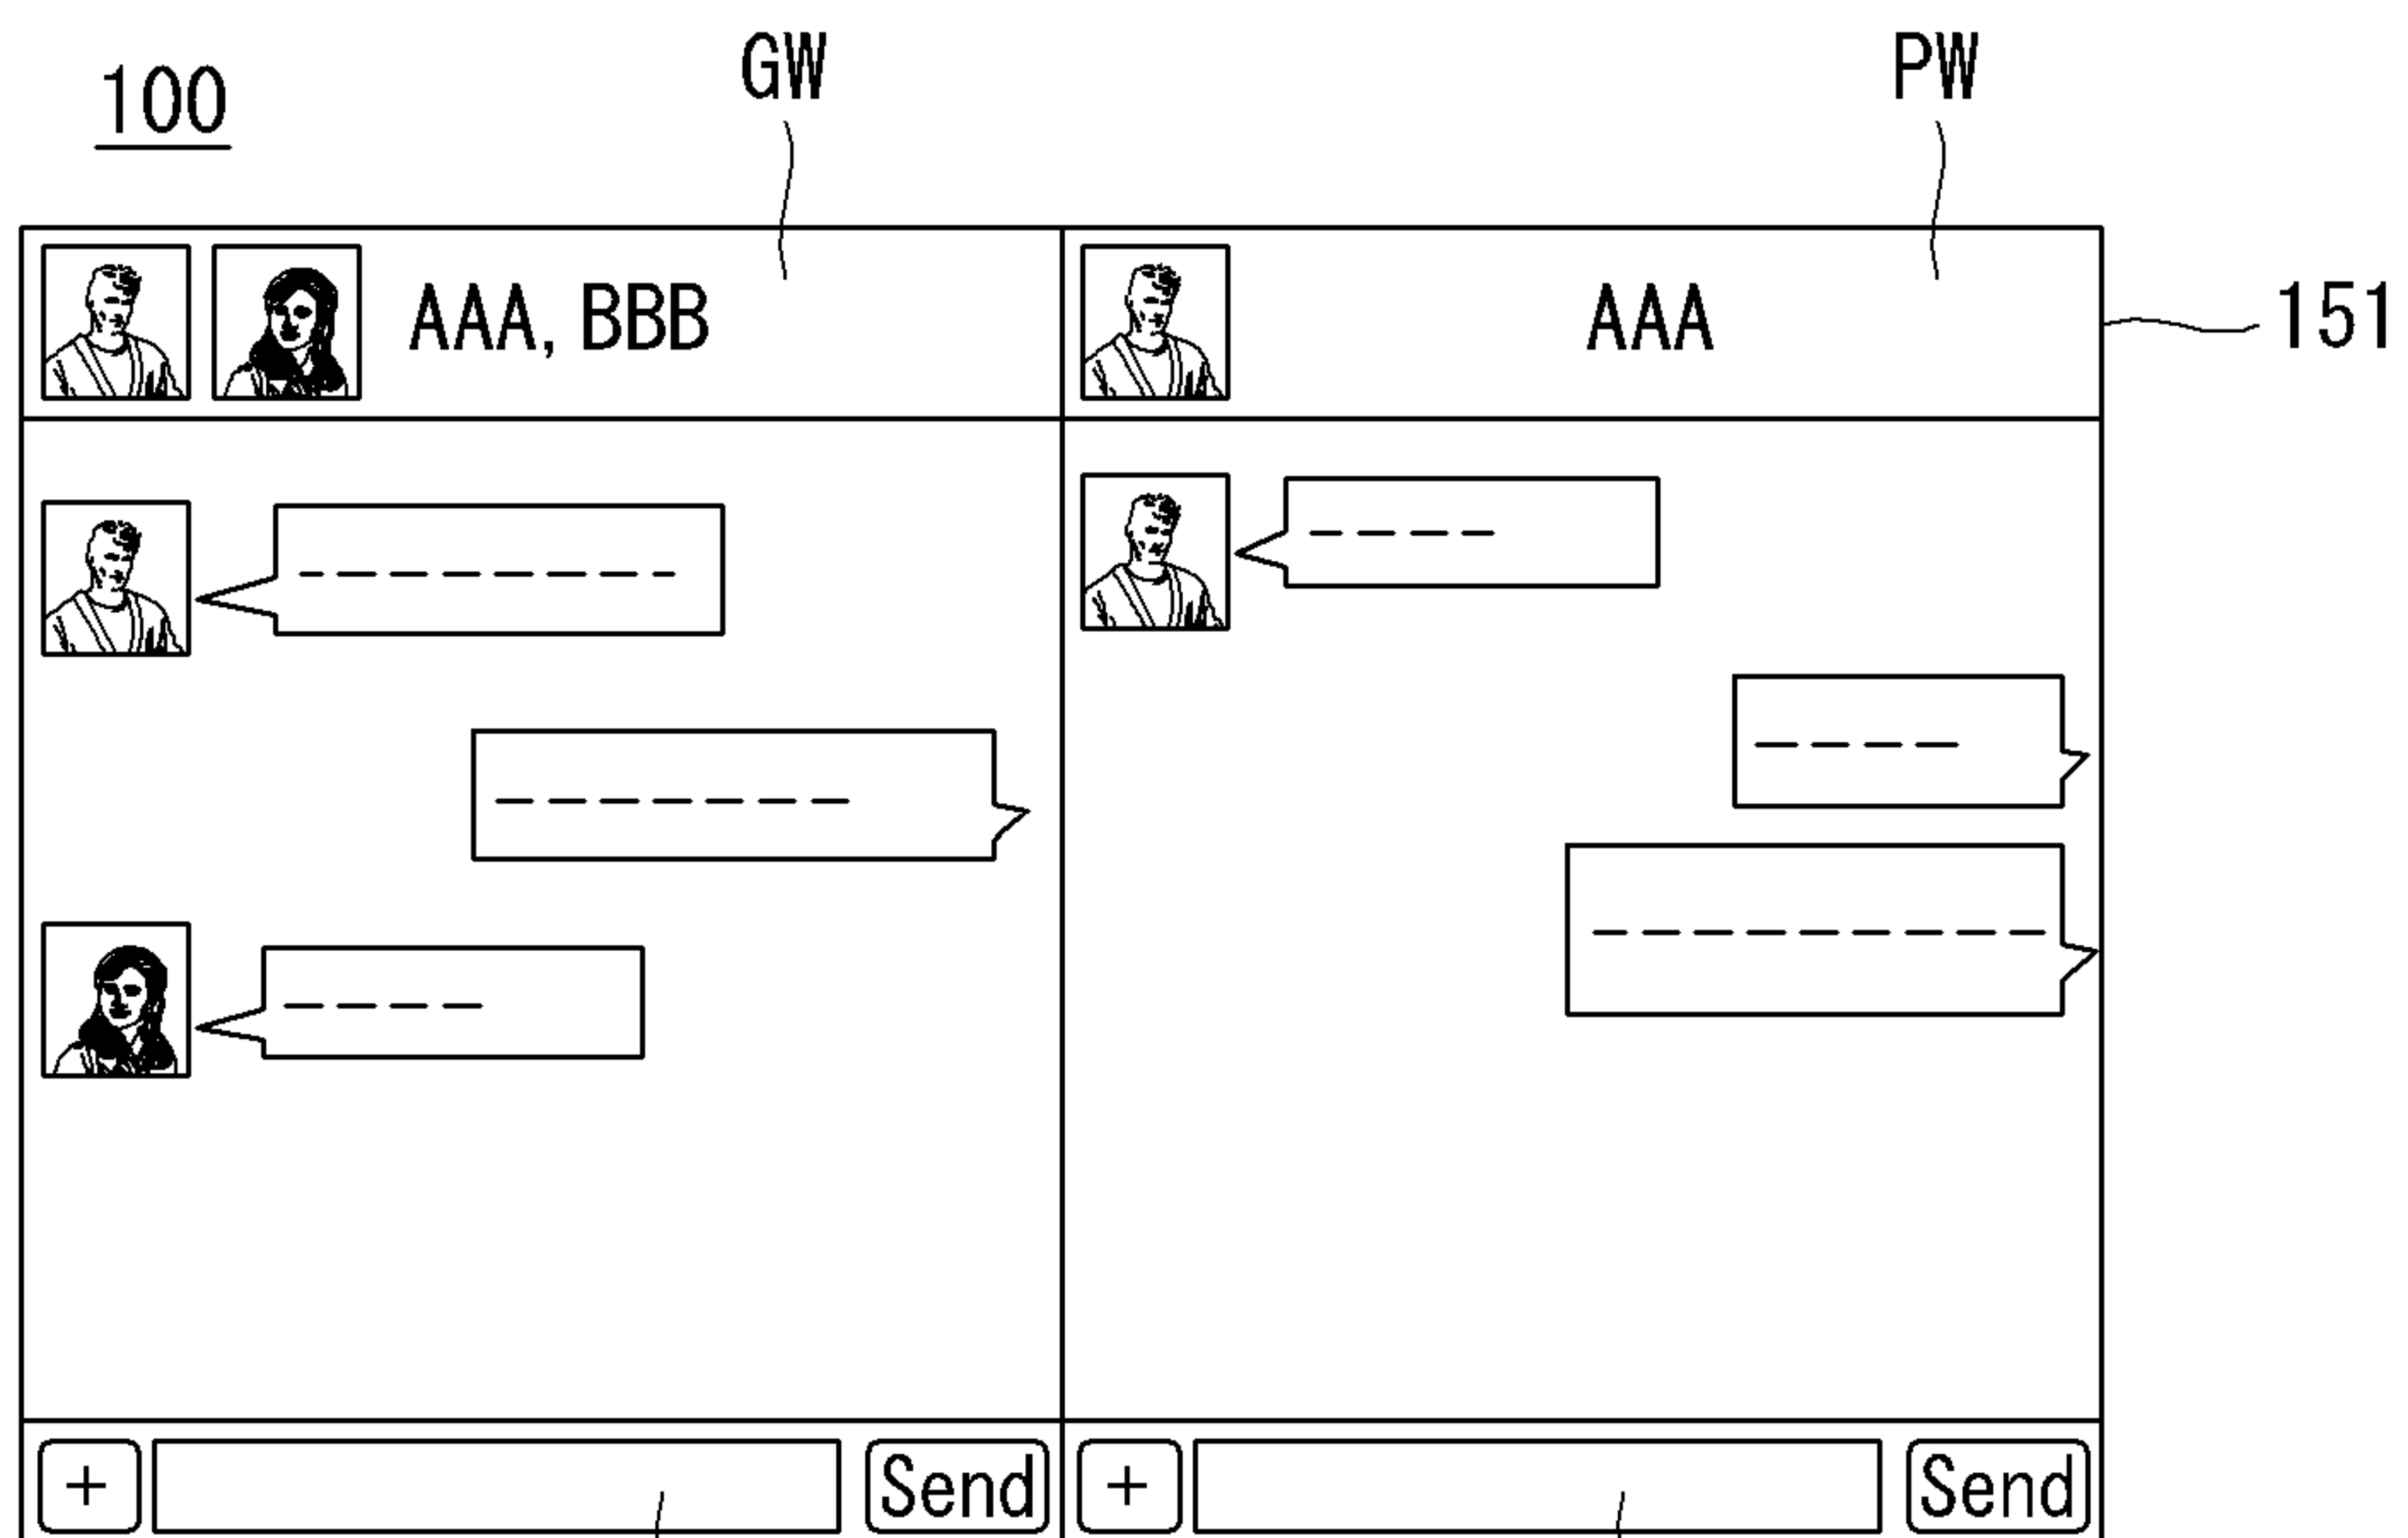 GW
PW
100
AAA, BBB
AAA
151
+
Send
+
Send